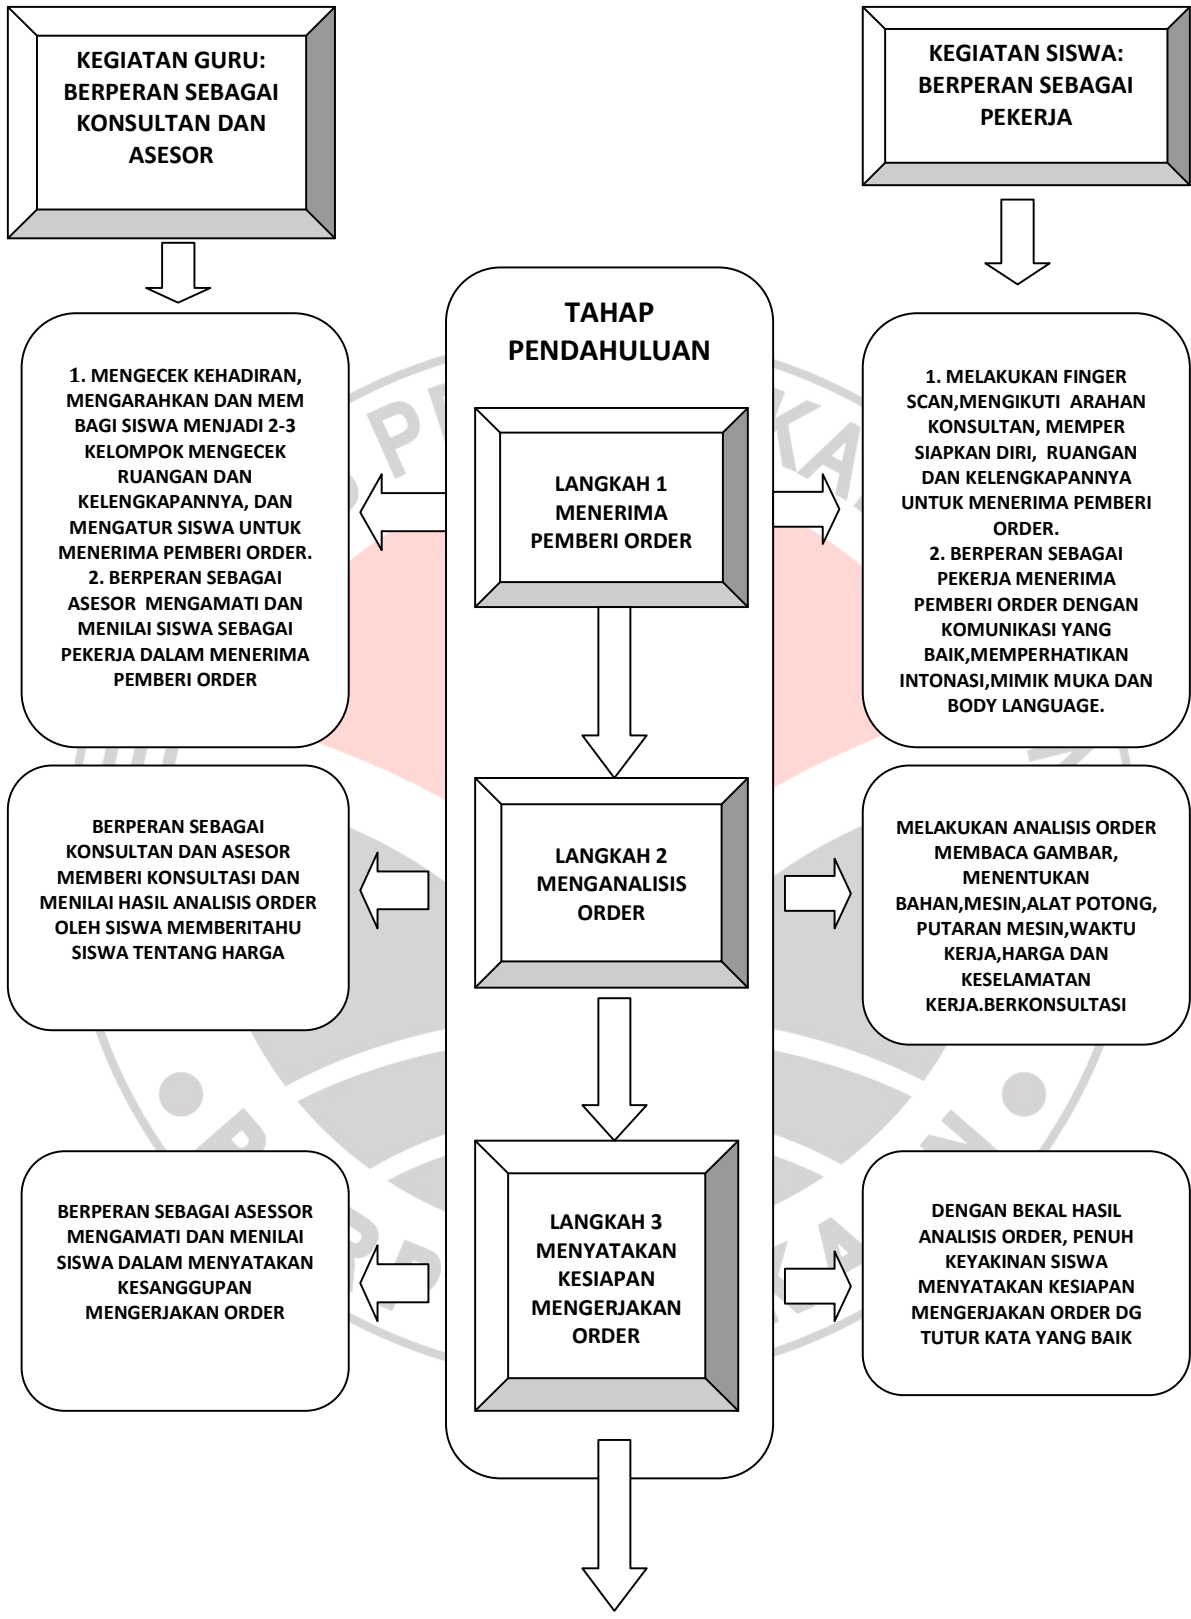 KEGIATAN GURU:
BERPERAN SEBAGAI
KONSULTAN DAN
ASESOR
KEGIATAN SISWA:
BERPERAN SEBAGAI
PEKERJA
TAHAP
PENDAHULUAN
1. MENGECEK KEHADIRAN,
MENGARAHKAN DAN MEM
BAGI SISWA MENJADI 2-3
KELOMPOK MENGECEK
RUANGAN DAN
KELENGKAPANNYA, DAN
MENGATUR SISWA UNTUK
MENERIMA PEMBERI ORDER.
2. BERPERAN SEBAGAI
ASESOR MENGAMATI DAN
MENILAI SISWA SEBAGAI
PEKERJA DALAM MENERIMA
PEMBERI ORDER
LANGKAH 1
MENERIMA
PEMBERI ORDER
1. MELAKUKAN FINGER
SCAN,MENGIKUTI ARAHAN
KONSULTAN, MEMPER
SIAPKAN DIRI, RUANGAN
DAN KELENGKAPANNYA
UNTUK MENERIMA PEMBERI
ORDER.
2. BERPERAN SEBAGAI
PEKERJA MENERIMA
PEMBERI ORDER DENGAN
KOMUNIKASI YANG
BAIK,MEMPERHATIKAN
INTONASI,MIMIK MUKA DAN
BODY LANGUAGE.
BERPERAN SEBAGAI
KONSULTAN DAN ASESOR
MEMBERI KONSULTASI DAN
MENILAI HASIL ANALISIS ORDER
OLEH SISWA MEMBERITAHU
SISWA TENTANG HARGA
LANGKAH 2
MENGANALISIS
ORDER
MELAKUKAN ANALISIS ORDER
MEMBACA GAMBAR,
MENENTUKAN
BAHAN,MESIN,ALAT POTONG,
PUTARAN MESIN,WAKTU
KERJA,HARGA DAN
KESELAMATAN
KERJA.BERKONSULTASI
BERPERAN SEBAGAI ASSESSOR
MENGAMATI DAN MENILAI
SISWA DALAM MENYATAKAN
KESANGGUPAN
MENGERJAKAN ORDER
LANGKAH 3
MENYATAKAN
KESIAPAN
MENGERJAKAN
ORDER
DENGAN BEKAL HASIL
ANALISIS ORDER, PENUH
KEYAKINAN SISWA
MENYATAKAN KESIAPAN
MENGERJAKAN ORDER DG
TUTUR KATA YANG BAIK